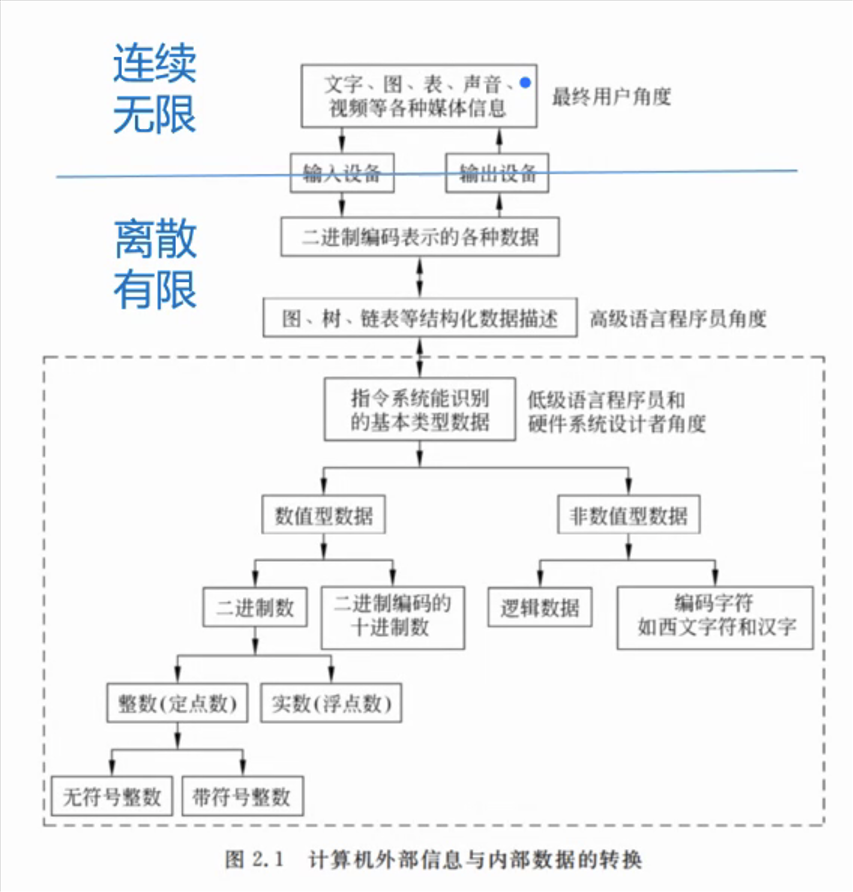 连续
无限
文字、图、表、声音、
视频等各种媒体信息
最终用户角度
输入设备
输出设备
离散
有限
二进制编码表示的各种数据
图、树、链表等结构化数据描述
高级语言程序员角度
指令系统能识别
的基本类型数据
低级语言程序员和
硬件系统设计者角度
数值型数据
非数值型数据
二进制数
二进制编码的
十进制数
逻辑数据
编码字符
如西文字符和汉字
整数(定点数)
实数(浮点数)
无符号整数
带符号整数
图 2.1 计算机外部信息与内部数据的转换